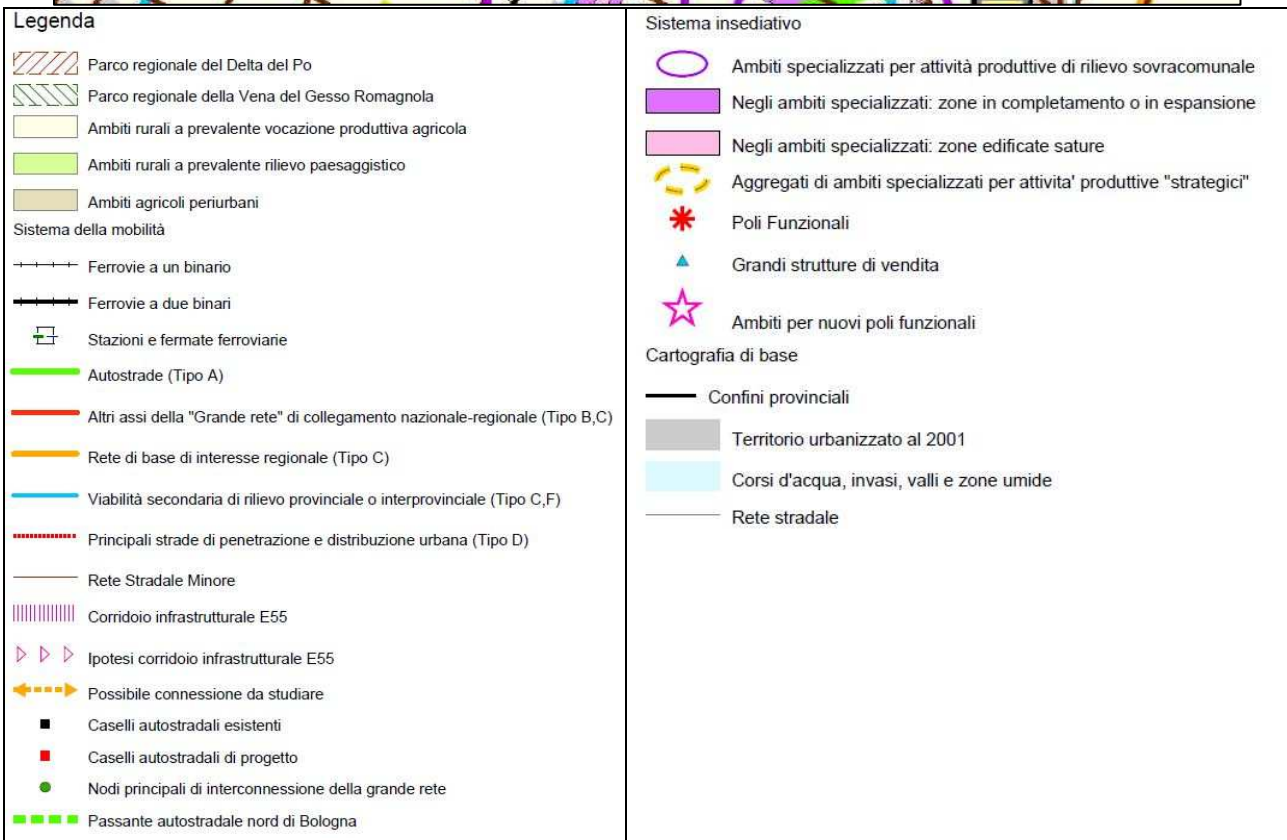 Legenda
Parco regionale del Delta del Po
Parco regionale della Vena del Gesso Romagnola
Ambiti rurali a prevalente vocazione produttiva agricola
Ambiti rurali a prevalente rilievo paesaggistico
Ambiti agricoli periurbani
Sistema della mobilità
Ferrovie a un binario
Ferrovie a due binari
Stazioni e fermate ferroviarie
Autostrade (Tipo A)
Altri assi della "Grande rete" di collegamento nazionale-regionale (Tipo B,C)
Rete di base di interesse regionale (Tipo C)
Viabilità secondaria di rilievo provinciale o interprovinciale (Tipo C,F)
Principali strade di penetrazione e distribuzione urbana (Tipo D)
Rete Stradale Minore
Corridoio infrastrutturale E55
Ipotesi corridoio infrastrutturale E55
Possibile connessione da studiare
Caselli autostradali esistenti
Caselli autostradali di progetto
Nodi principali di interconnessione della grande rete
Passante autostradale nord di Bologna
Sistema insediativo
Ambiti specializzati per attività produttive di rilievo sovracomunale
Negli ambiti specializzati: zone in completamento o in espansione
Negli ambiti specializzati: zone edificate sature
Aggregati di ambiti specializzati per attivita' produttive "strategici"
Poli Funzionali
Grandi strutture di vendita
Ambiti per nuovi poli funzionali
Cartografia di base
Confini provinciali
Territorio urbanizzato al 2001
Corsi d'acqua, invasi, valli e zone umide
Rete stradale